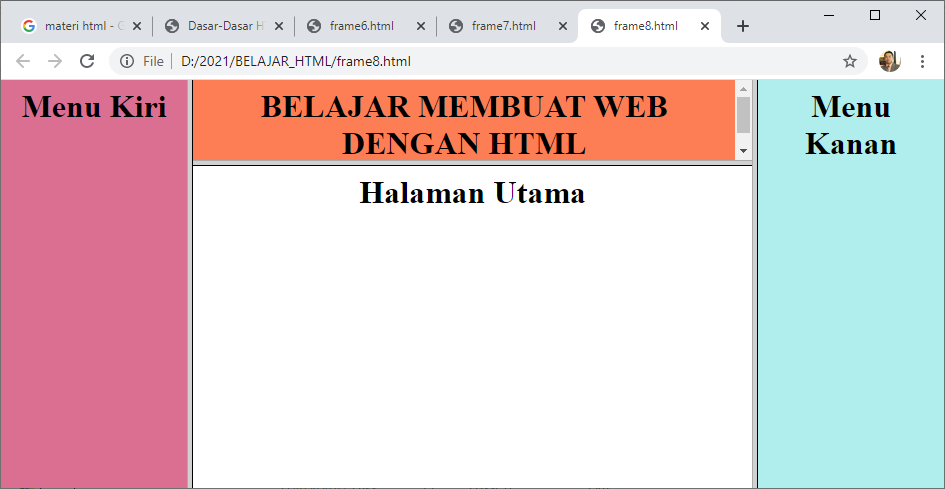 materi html - G
Dasar-Dasar H
frame6.html
frame7.html
frame8.html
File
D:/2021/BELAJAR_HTML/frame8.html
Menu Kiri
BELAJAR MEMBUAT WEB
DENGAN HTML
Halaman Utama
Menu
Kanan